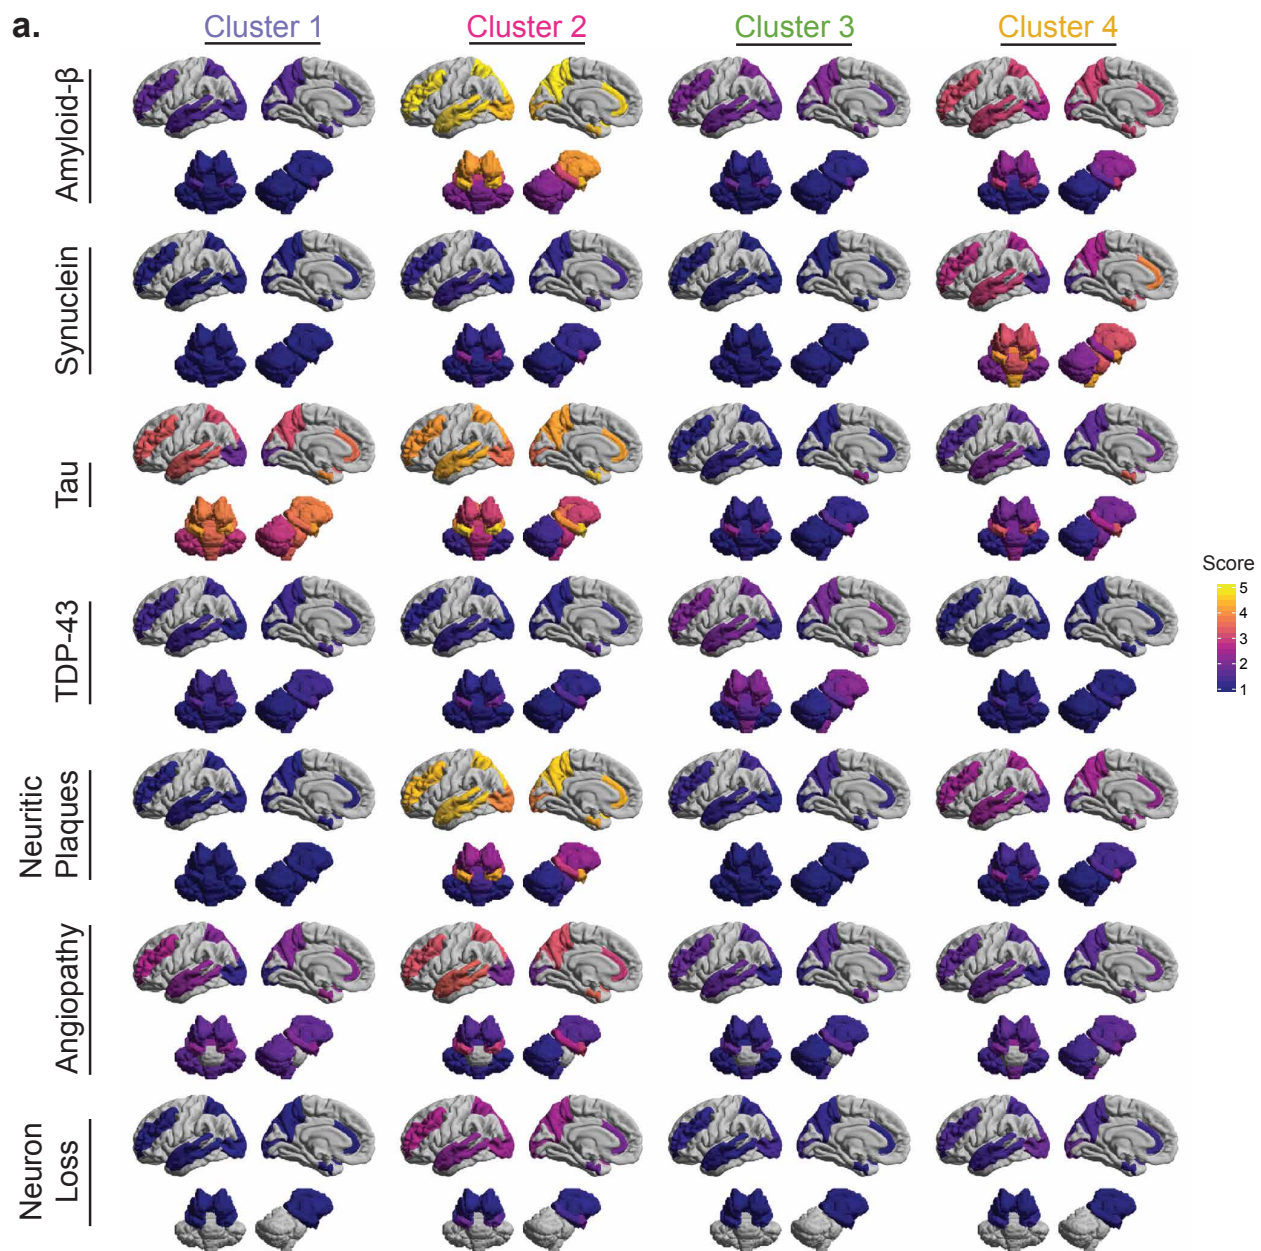 a.
Cluster 1
Cluster 2
Cluster 3
Cluster 4
Amyloid-β
Synuclein
Tau
TDP-43
Neuritic
Plaques
Angiopathy
Neuron
Loss
Score
5
4
3
2
1